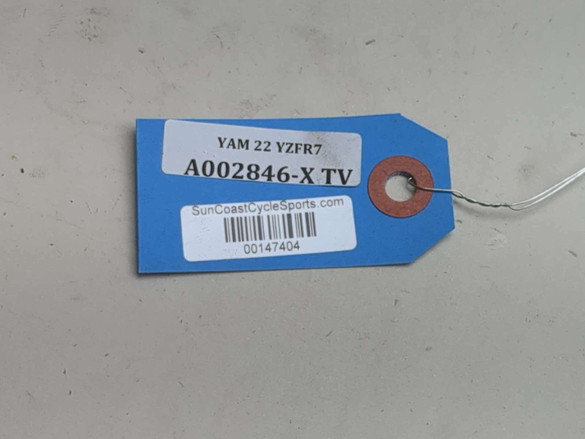 YAM 22 YZFR7
A002846-X TV
SunCoastCycleSports.com
00147404